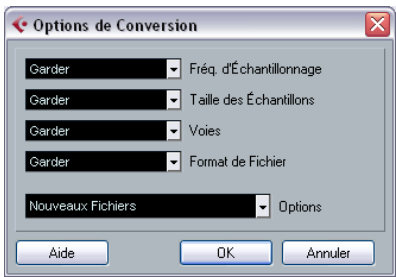 Options de Conversion
Garder Fréq. d'Échantillonnage
Garder Taille des Échantillons
Garder Voies
Garder Format de Fichier
Nouveaux Fichiers Options
Aide OK Annuler